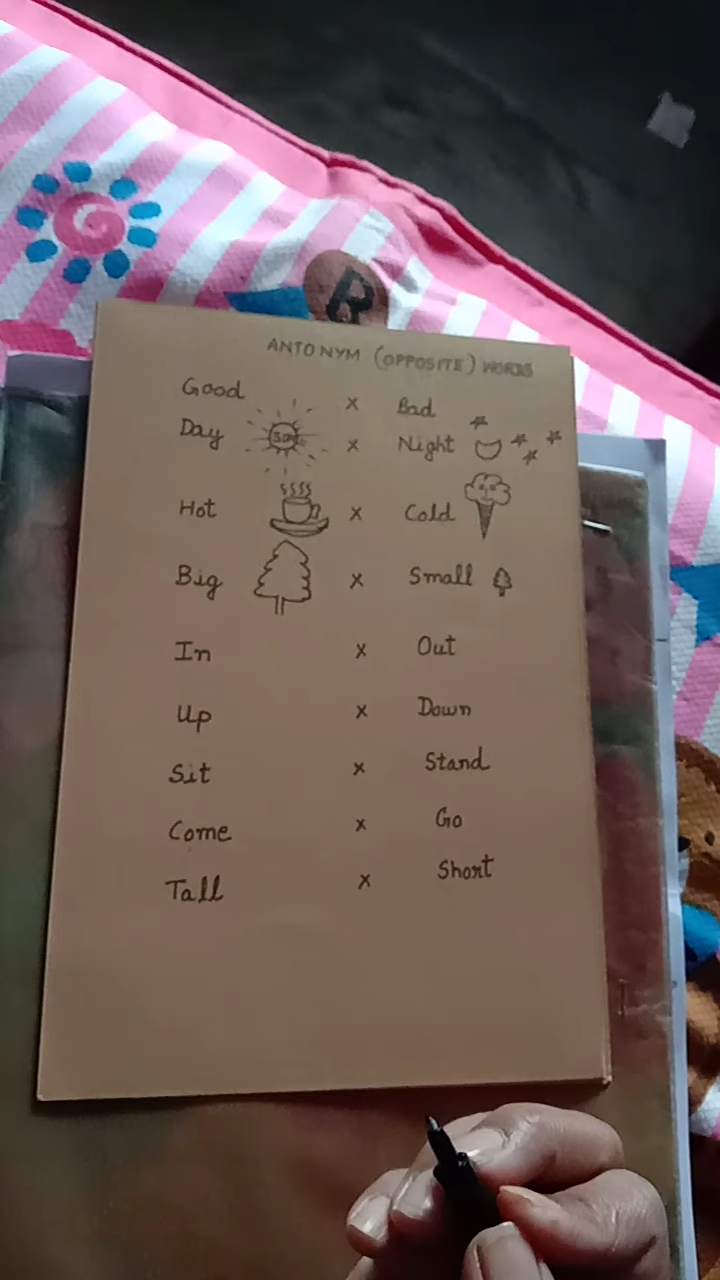 ANTONYM (OPPOSITE) WORDS
Good x Bad
Day x Night
Hot x Cold
Big x Small
In x Out
Up x Down
Sit x Stand
Come x Go
Tall x Short